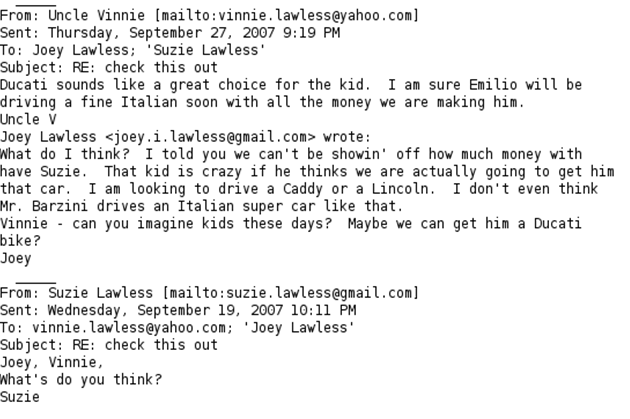 _____
From: Uncle Vinnie [mailto:vinnie.lawless@yahoo.com]
Sent: Thursday, September 27, 2007 9:19 PM
To: Joey Lawless; 'Suzie Lawless'
Subject: RE: check this out
Ducati sounds like a great choice for the kid.  I am sure Emilio will be
driving a fine Italian soon with all the money we are making him.
Uncle V
Joey Lawless <joey.i.lawless@gmail.com> wrote:
What do I think?  I told you we can't be showin' off how much money with
have Suzie.  That kid is crazy if he thinks we are actually going to get him
that car.  I am looking to drive a Caddy or a Lincoln.  I don't even think
Mr. Barzini drives an Italian super car like that.
Vinnie - can you imagine kids these days?  Maybe we can get him a Ducati
bike?
Joey
_____
From: Suzie Lawless [mailto:suzie.lawless@gmail.com]
Sent: Wednesday, September 19, 2007 10:11 PM
To: vinnie.lawless@yahoo.com; 'Joey Lawless'
Subject: RE: check this out
Joey, Vinnie,
What's do you think?
Suzie